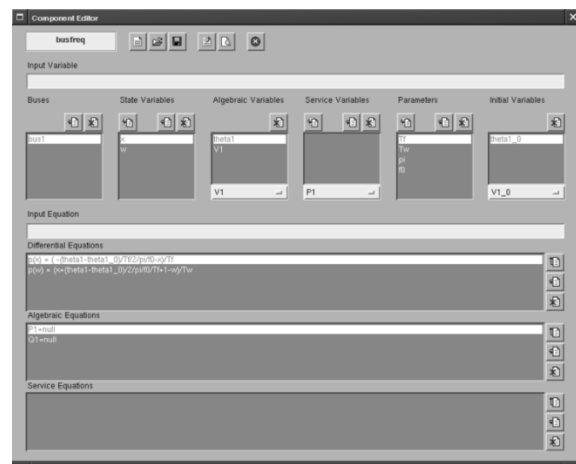 Component Editor
busfreq
Input Variable
Buses State Variables Algebraic Variables Service Variables Parameters Initial Variables
bus1 x theta1 Tf theta1_0
w V1 Tw
pi
f0
V1 P1 V1_0
Input Equation
Differential Equations
p(x) = ( -(theta1-theta1_0)/Tf/2/pi/f0-x)/Tf
p(w) = (x+(theta1-theta1_0)/2/pi/f0/Tf+1-w)/Tw
Algebraic Equations
P1=null
Q1=null
Service Equations